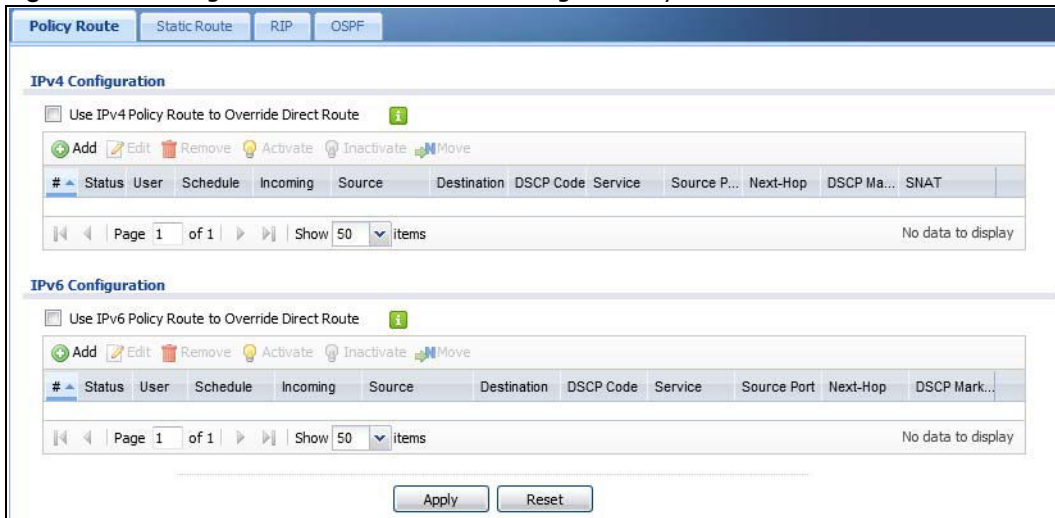 Policy Route Static Route RIP OSPF
IPv4 Configuration
Use IPv4 Policy Route to Override Direct Route
Add Edit Remove Activate Inactivate Move
# Status User Schedule Incoming Source Destination DSCP Code Service Source P... Next-Hop DSCP Ma... SNAT
Page 1 of 1 Show 50 items No data to display
IPv6 Configuration
Use IPv6 Policy Route to Override Direct Route
Add Edit Remove Activate Inactivate Move
# Status User Schedule Incoming Source Destination DSCP Code Service Source Port Next-Hop DSCP Mark...
Page 1 of 1 Show 50 items No data to display
Apply Reset